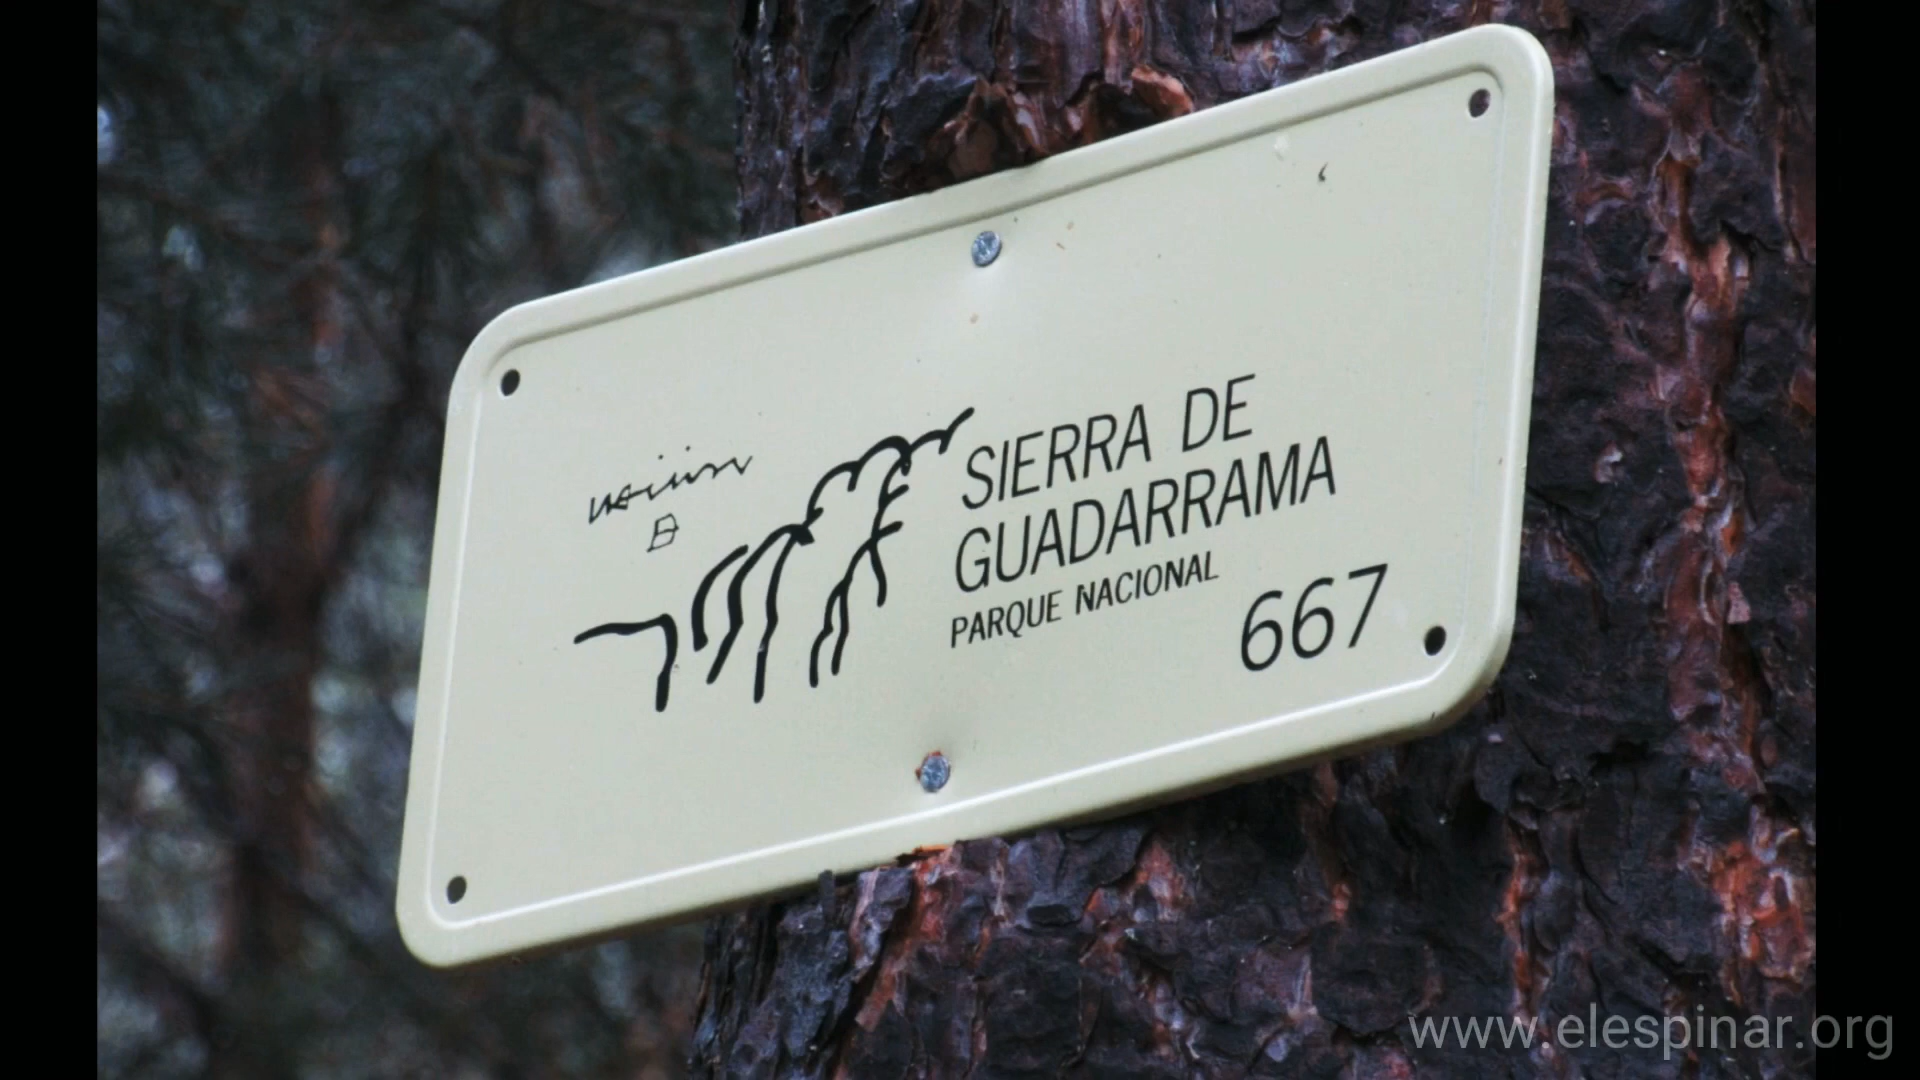 SIERRA DE
GUADARRAMA
PARQUE NACIONAL
667
www.elespinar.org